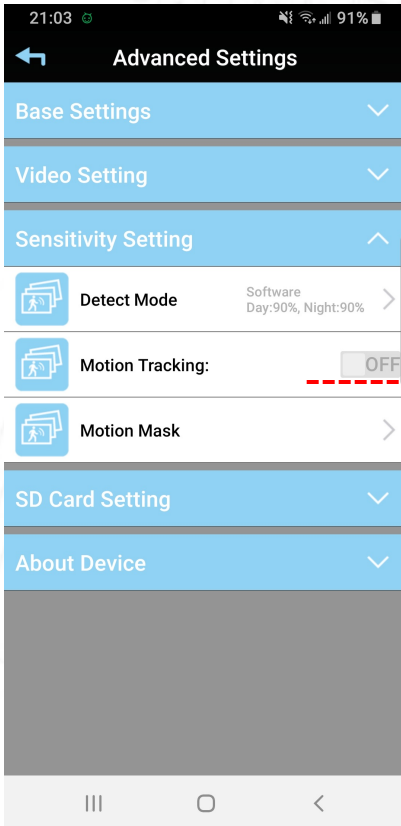 21:03 91%
Advanced Settings
Base Settings
Video Setting
Sensitivity Setting
Detect Mode
Software
Day:90%, Night:90%
Motion Tracking: OFF
Motion Mask
SD Card Setting
About Device